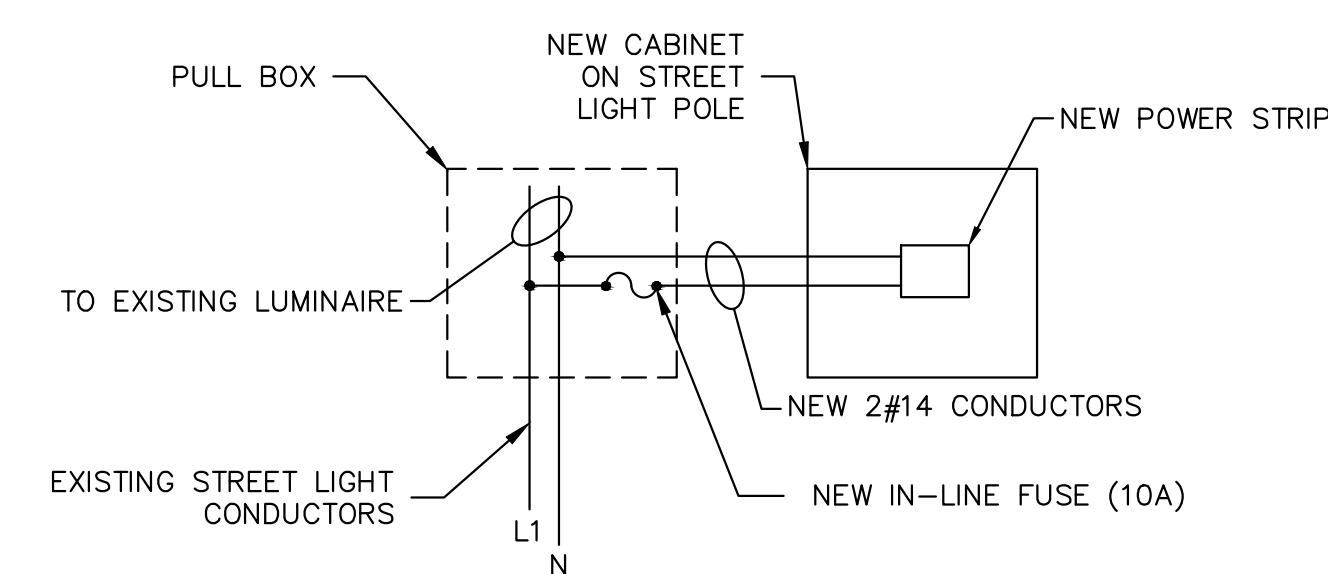 NEW CABINET
ON STREET
LIGHT POLE
PULL BOX
NEW POWER STRIP
TO EXISTING LUMINAIRE
NEW 2#14 CONDUCTORS
EXISTING STREET LIGHT
CONDUCTORS
NEW IN-LINE FUSE (10A)
L1
N